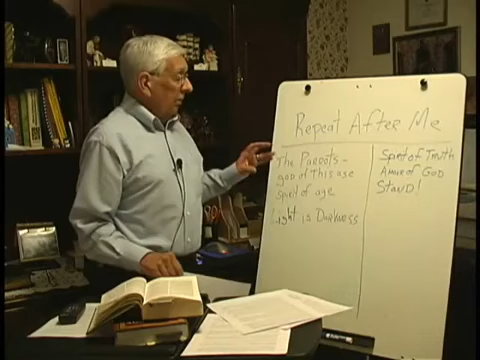 Repeat After Me
The Parrots -
god of this age
spirit of age
Light is Darkness
Spirit of Truth
Armor of GOD
Stand!